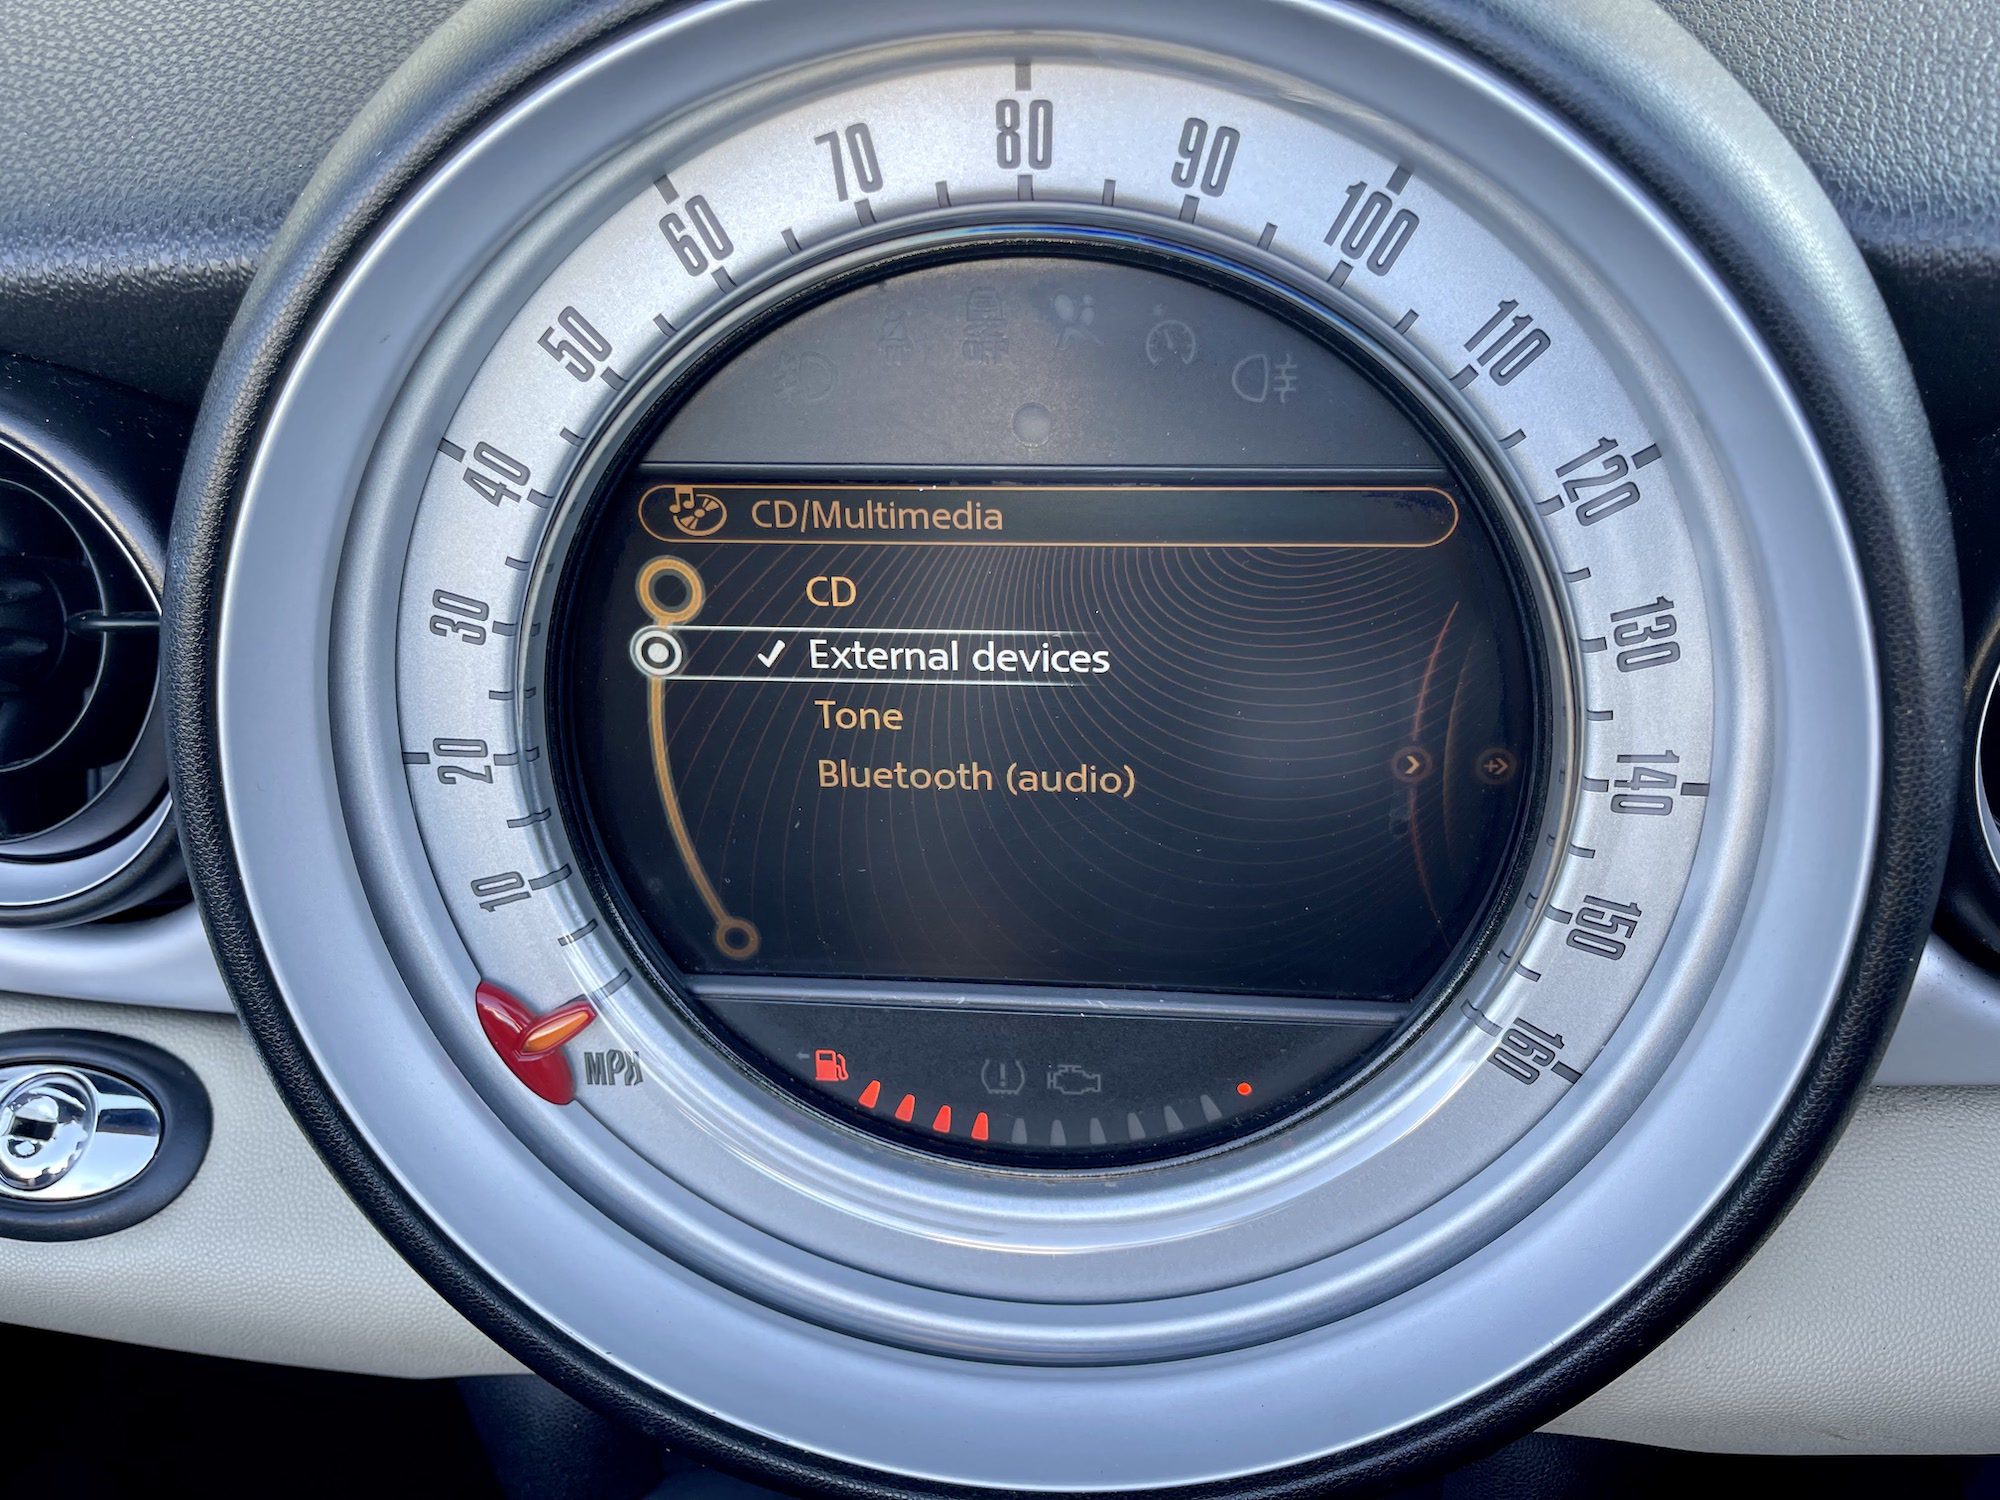 10
20
30
40
50
60
70
80
90
100
110
120
130
140
150
160
MPH
CD/Multimedia
CD
✓ External devices
Tone
Bluetooth (audio)